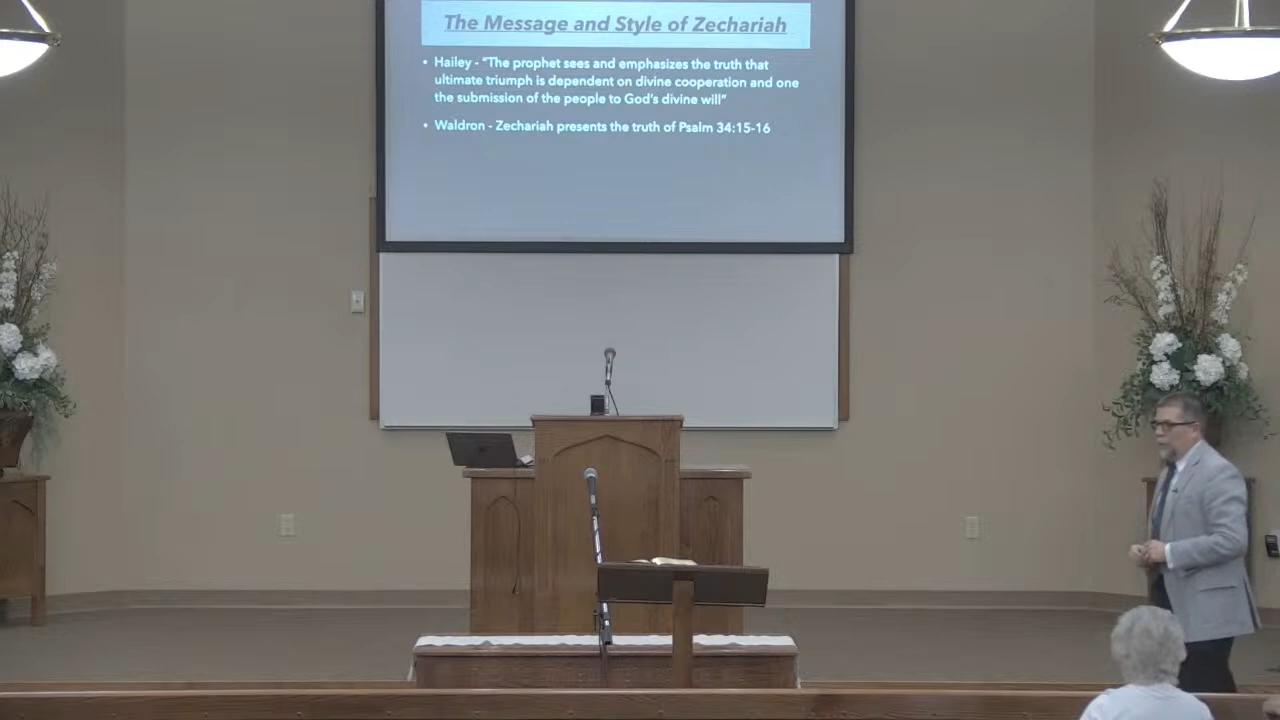 The Message and Style of Zechariah
• Hailey - "The prophet sees and emphasizes the truth that
ultimate triumph is dependent on divine cooperation and one
the submission of the people to God's divine will"
• Waldron - Zechariah presents the truth of Psalm 34:15-16